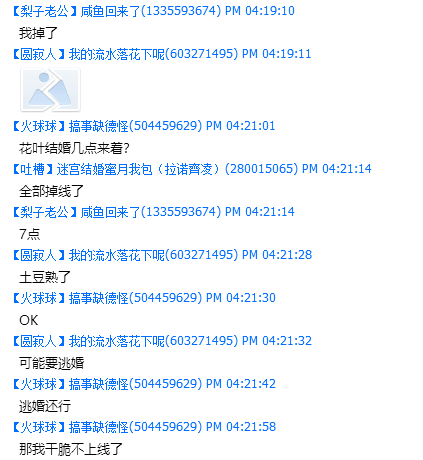 【梨子老公】咸鱼回来了(1335593674) PM 04:19:10
我掉了
【圆寂人】我的流水落花下呢(603271495) PM 04:19:11
【火球球】搞事缺德怪(504459629) PM 04:21:01
花叶结婚几点来着?
【吐槽】迷宫结婚蜜月我包（拉诺齊凌）(280015065) PM 04:21:14
全部掉线了
【梨子老公】咸鱼回来了(1335593674) PM 04:21:14
7点
【圆寂人】我的流水落花下呢(603271495) PM 04:21:28
土豆熟了
【火球球】搞事缺德怪(504459629) PM 04:21:30
OK
【圆寂人】我的流水落花下呢(603271495) PM 04:21:32
可能要逃婚
【火球球】搞事缺德怪(504459629) PM 04:21:42
逃婚还行
【火球球】搞事缺德怪(504459629) PM 04:21:58
那我干脆不上线了